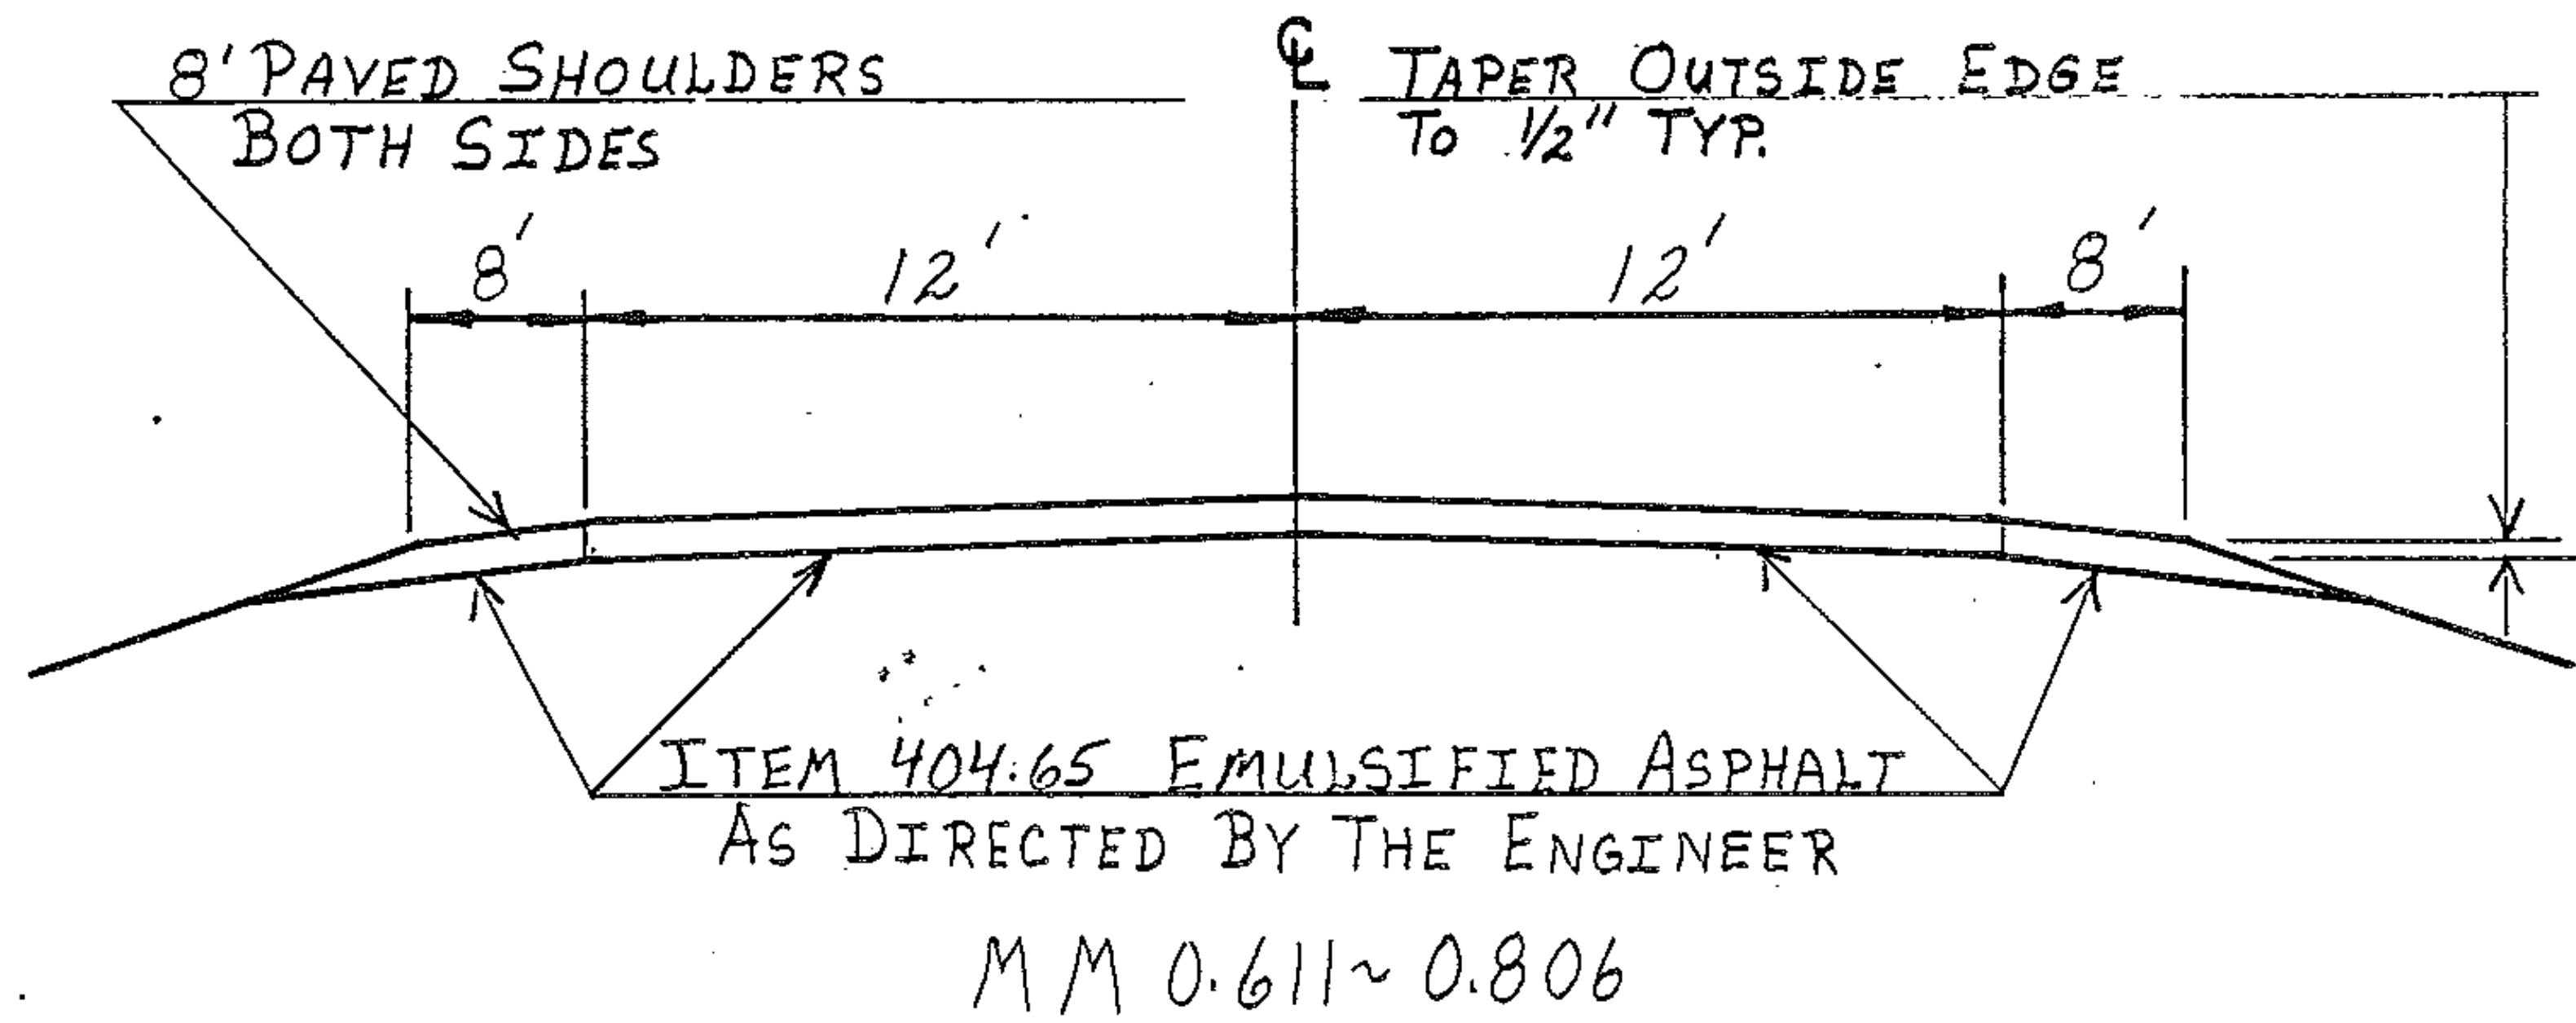 8' PAVED SHOULDERS
BOTH SIDES
℄
TAPER OUTSIDE EDGE
TO 1/2" TYP.
8'
12'
12'
8'
ITEM 404.65 EMULSIFIED ASPHALT
AS DIRECTED BY THE ENGINEER
MM 0.611~0.806